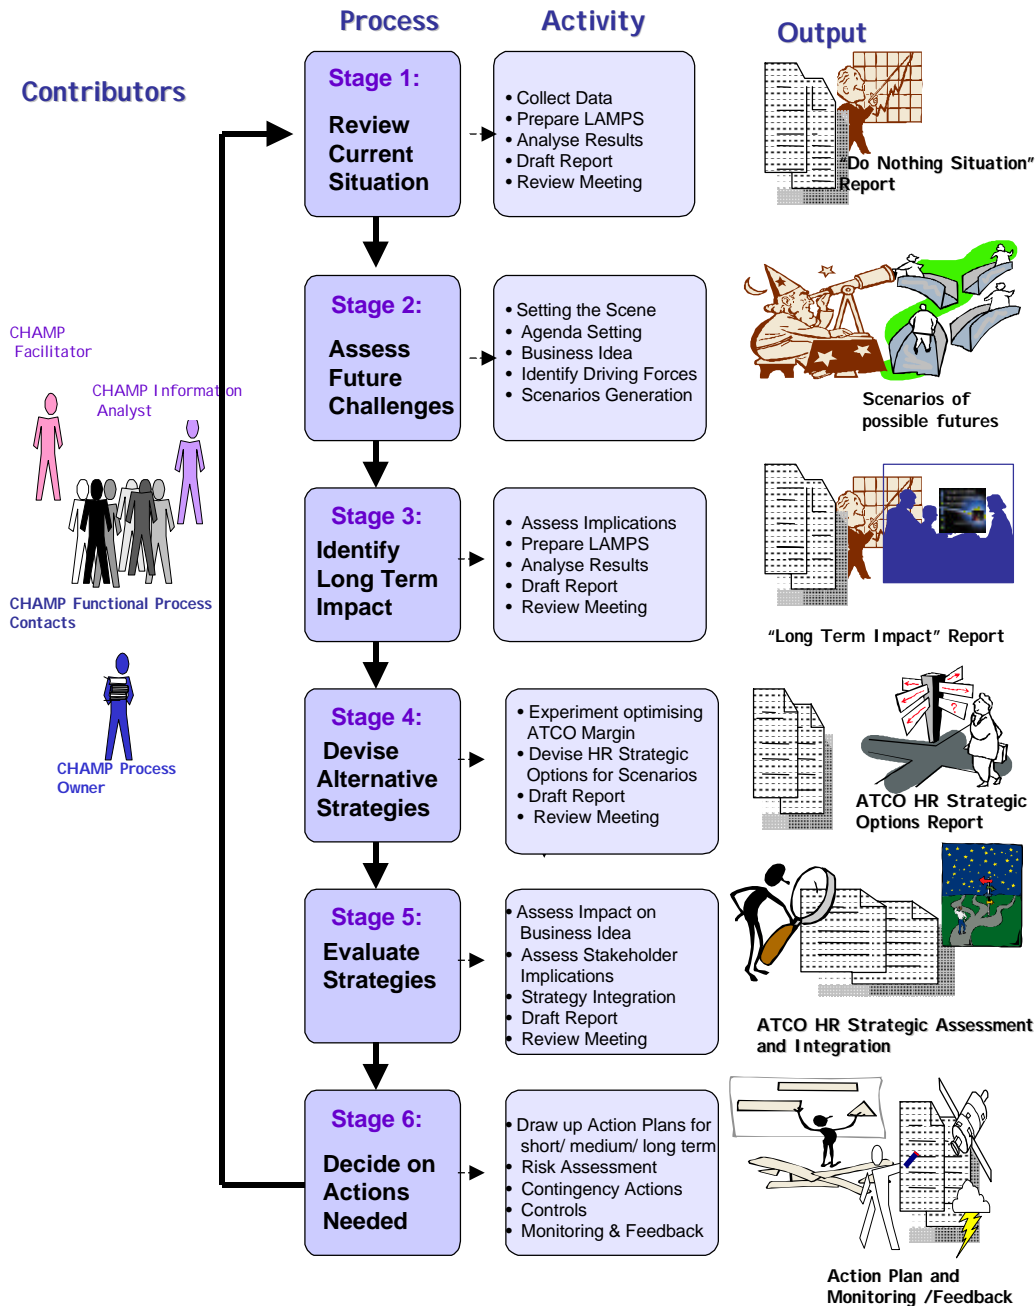 Contributors
Process
Activity
Output
CHAMP
Facilitator
CHAMP Information
Analyst
CHAMP Functional Process
Contacts
CHAMP Process
Owner
Stage 1:
Review
Current
Situation
• Collect Data
• Prepare LAMPS
• Analyse Results
• Draft Report
• Review Meeting
"Do Nothing Situation"
Report
Stage 2:
Assess
Future
Challenges
• Setting the Scene
• Agenda Setting
• Business Idea
• Identify Driving Forces
• Scenarios Generation
Scenarios of
possible futures
Stage 3:
Identify
Long Term
Impact
• Assess Implications
• Prepare LAMPS
• Analyse Results
• Draft Report
• Review Meeting
"Long Term Impact" Report
Stage 4:
Devise
Alternative
Strategies
• Experiment optimising
ATCO Margin
• Devise HR Strategic
Options for Scenarios
• Draft Report
• Review Meeting
?
ATCO HR Strategic
Options Report
Stage 5:
Evaluate
Strategies
• Assess Impact on
Business Idea
• Assess Stakeholder
Implications
• Strategy Integration
• Draft Report
• Review Meeting
ATCO HR Strategic Assessment
and Integration
Stage 6:
Decide on
Actions
Needed
• Draw up Action Plans for
short/ medium/ long term
• Risk Assessment
• Contingency Actions
• Controls
• Monitoring & Feedback
Action Plan and
Monitoring /Feedback